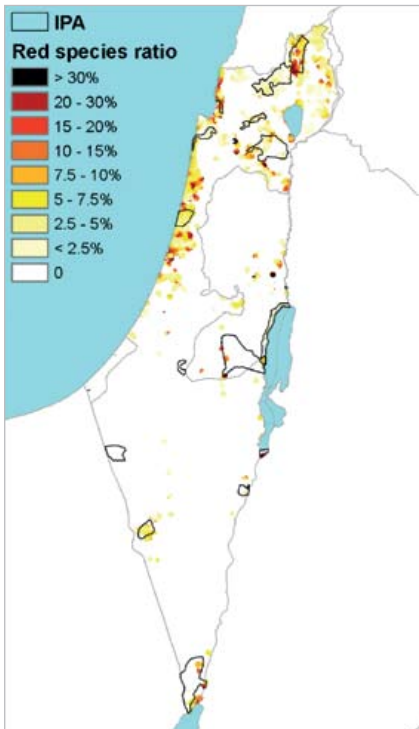 IPA
Red species ratio
> 30%
20 - 30%
15 - 20%
10 - 15%
7.5 - 10%
5 - 7.5%
2.5 - 5%
< 2.5%
0